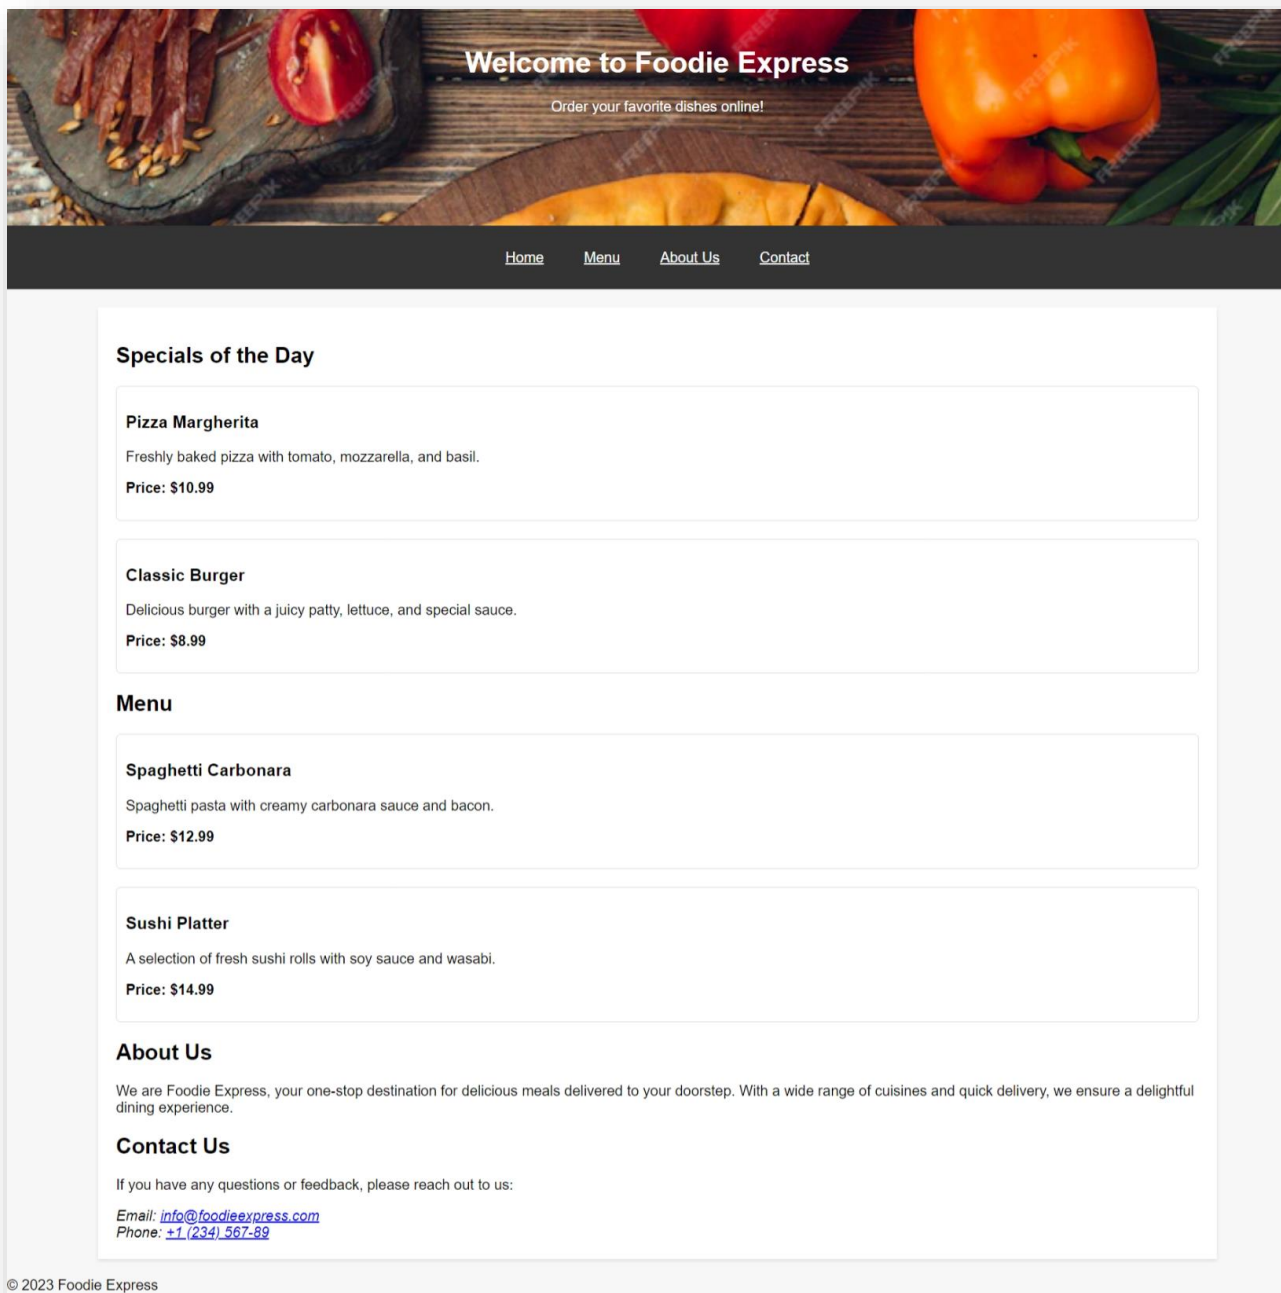 Welcome to Foodie Express
Order your favorite dishes online!
Home Menu About Us Contact
Specials of the Day
Pizza Margherita
Freshly baked pizza with tomato, mozzarella, and basil.
Price: $10.99
Classic Burger
Delicious burger with a juicy patty, lettuce, and special sauce.
Price: $8.99
Menu
Spaghetti Carbonara
Spaghetti pasta with creamy carbonara sauce and bacon.
Price: $12.99
Sushi Platter
A selection of fresh sushi rolls with soy sauce and wasabi.
Price: $14.99
About Us
We are Foodie Express, your one-stop destination for delicious meals delivered to your doorstep. With a wide range of cuisines and quick delivery, we ensure a delightful
dining experience.
Contact Us
If you have any questions or feedback, please reach out to us:
Email: info@foodieexpress.com
Phone: +1 (234) 567-89
© 2023 Foodie Express